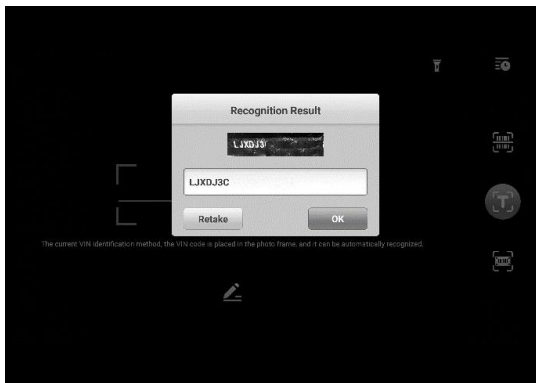 Recognition Result
LJXDJ3
LJXDJ3C
Retake
OK
The current VIN identification method, the VIN code is placed in the photo frame, and it can be automatically recognized.
T